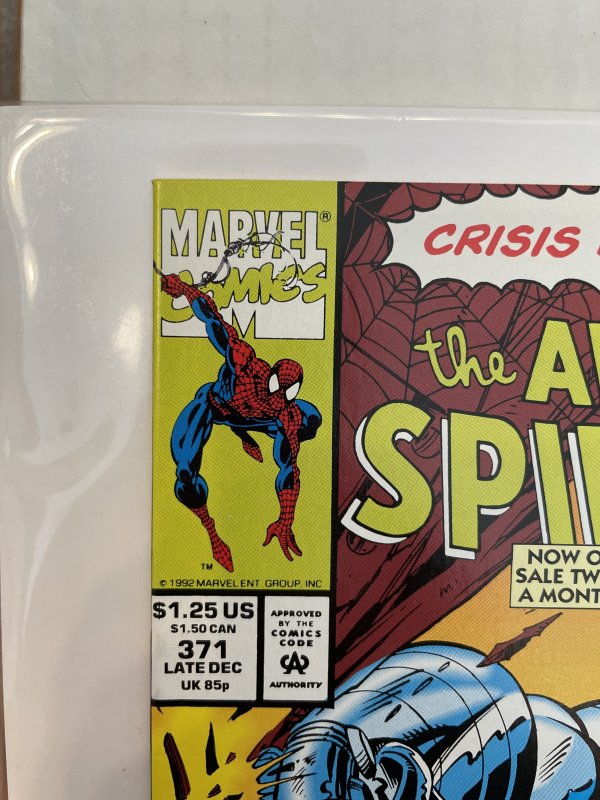 MARVEL®
Comics
M
TM
© 1992 MARVEL ENT. GROUP, INC
$1.25 US
$1.50 CAN
371
LATE DEC
UK 85p
APPROVED
BY THE
COMICS
CODE
CA
AUTHORITY
CRISIS
the A
SPI
NOW O
SALE TW
A MONT